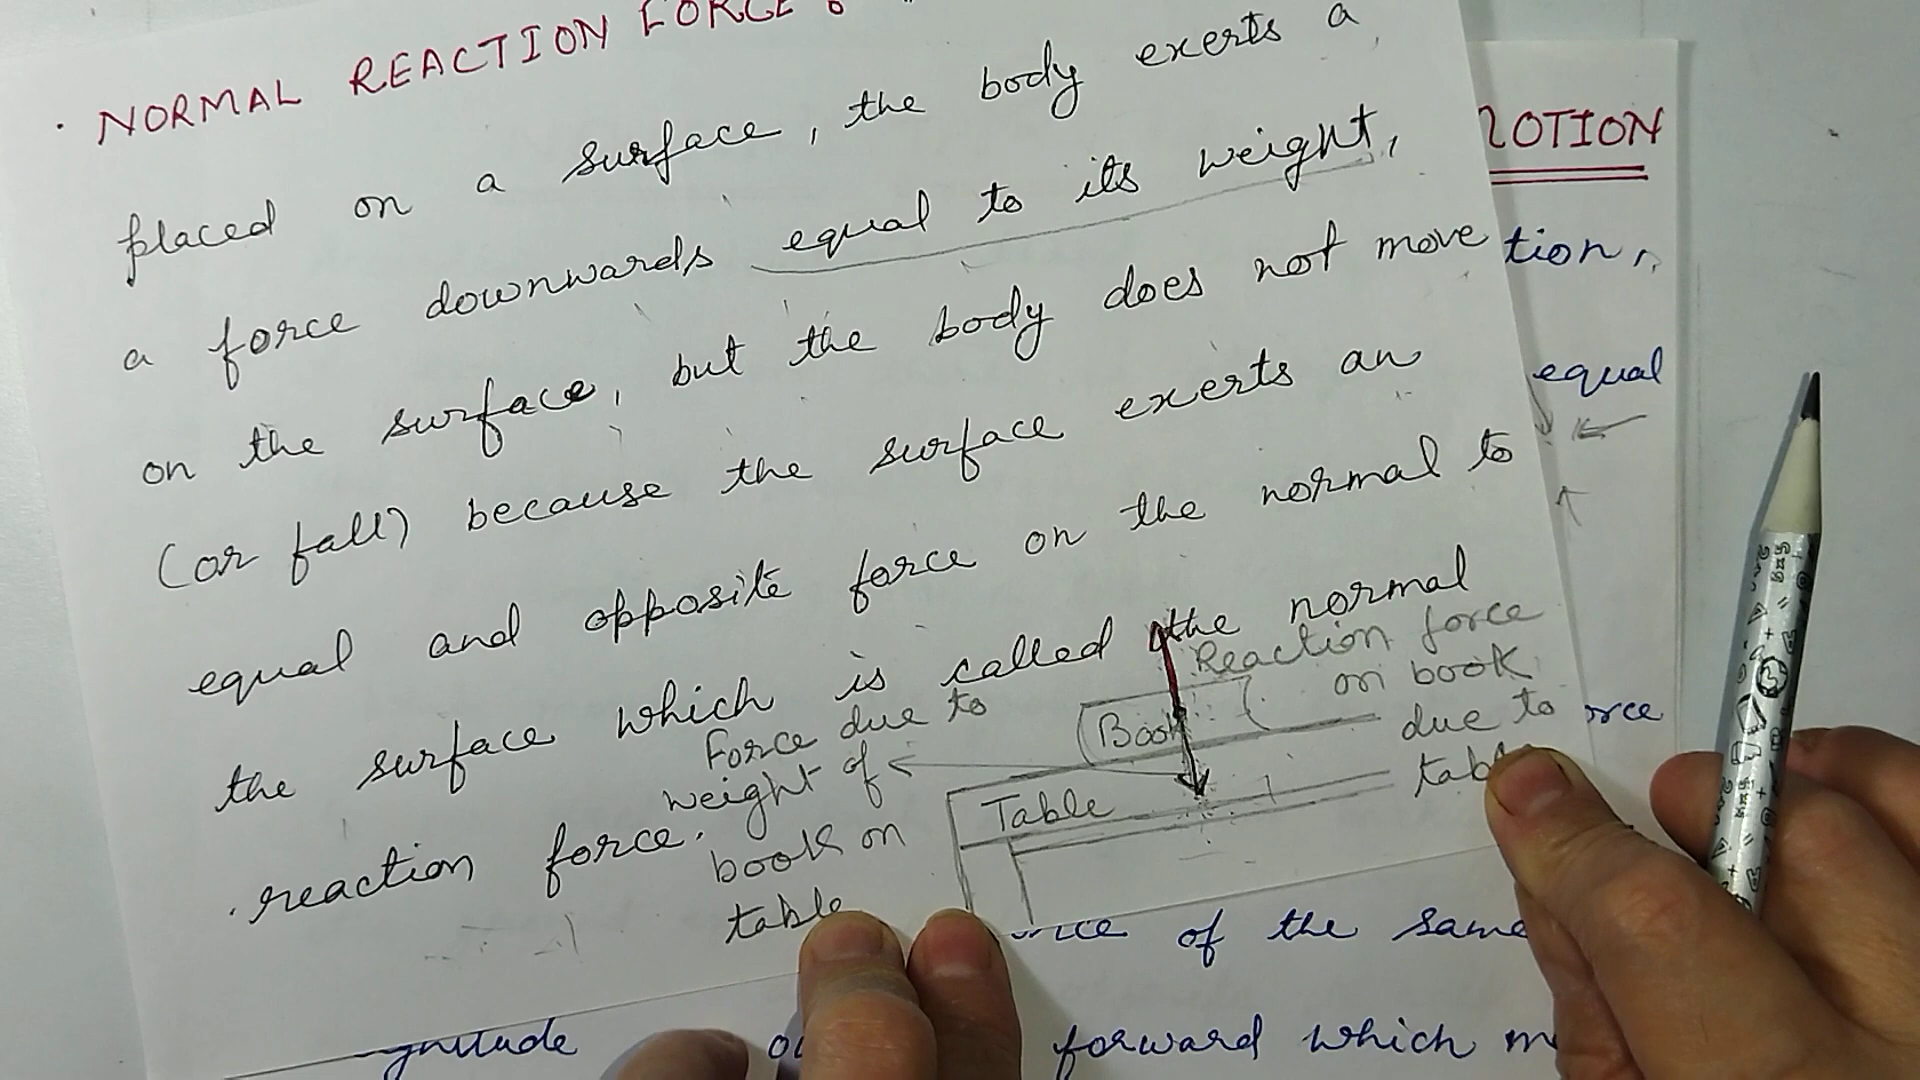 . NORMAL REACTION FORCE :
placed on a surface, the body exerts a
a force downwards equal to its weight,
on the surface, but the body does not move
(or fall) because the surface exerts an
equal and opposite force on the normal to
the surface which is called the normal
reaction force.
Force due to
weight of
book on
table
Book
Table
Reaction force
on book
due to
OTION
tion,
equal
orce
of the same
gnitude
forward which